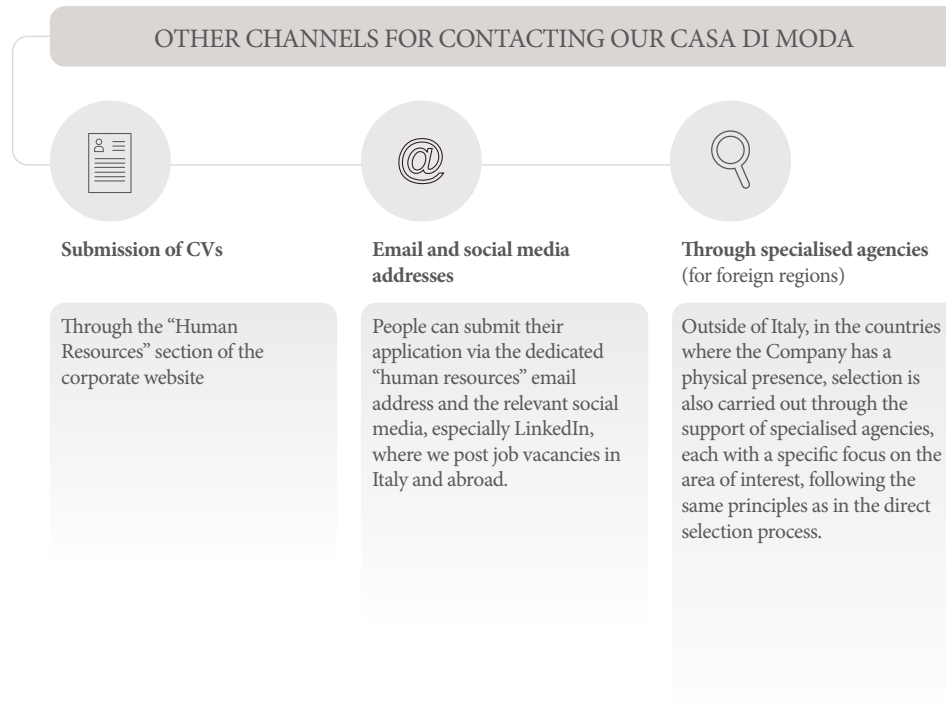 OTHER CHANNELS FOR CONTACTING OUR CASA DI MODA
@
Submission of CVs
Through the “Human
Resources” section of the
corporate website
Email and social media
addresses
People can submit their
application via the dedicated
“human resources” email
address and the relevant social
media, especially LinkedIn,
where we post job vacancies in
Italy and abroad.
Through specialised agencies
(for foreign regions)
Outside of Italy, in the countries
where the Company has a
physical presence, selection is
also carried out through the
support of specialised agencies,
each with a specific focus on the
area of interest, following the
same principles as in the direct
selection process.